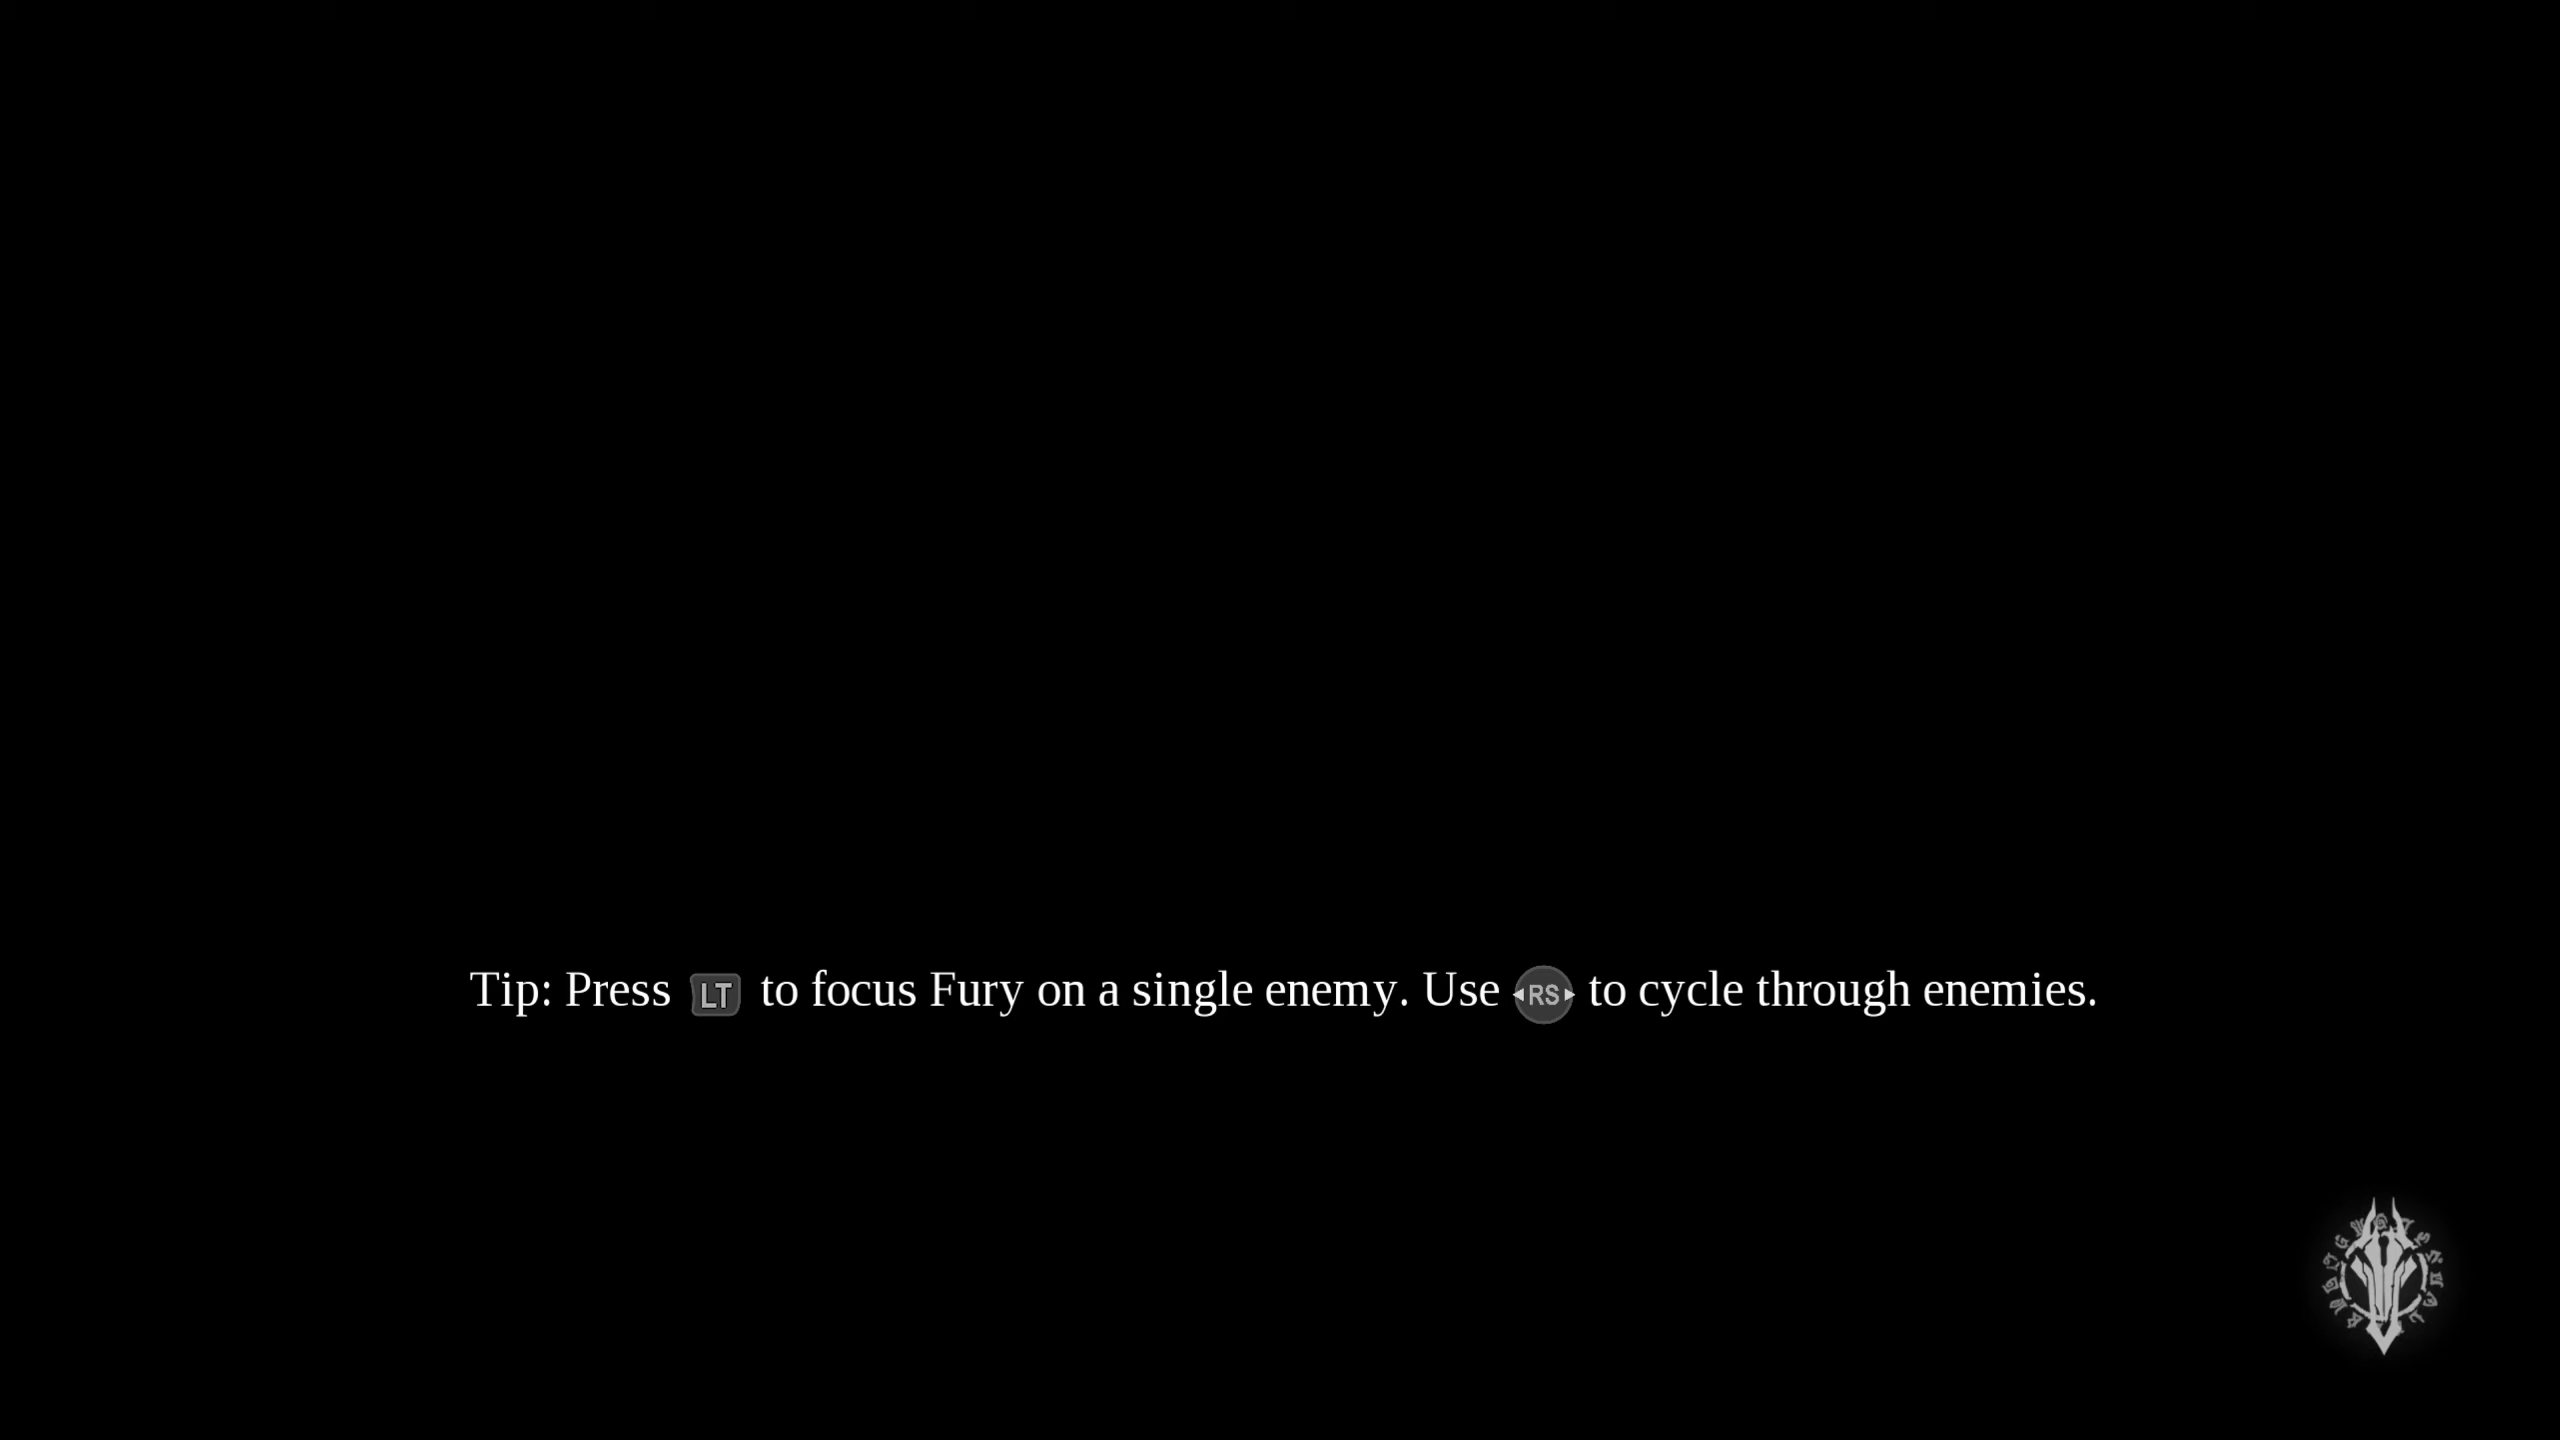 Tip: Press LT to focus Fury on a single enemy. Use RS to cycle through enemies.